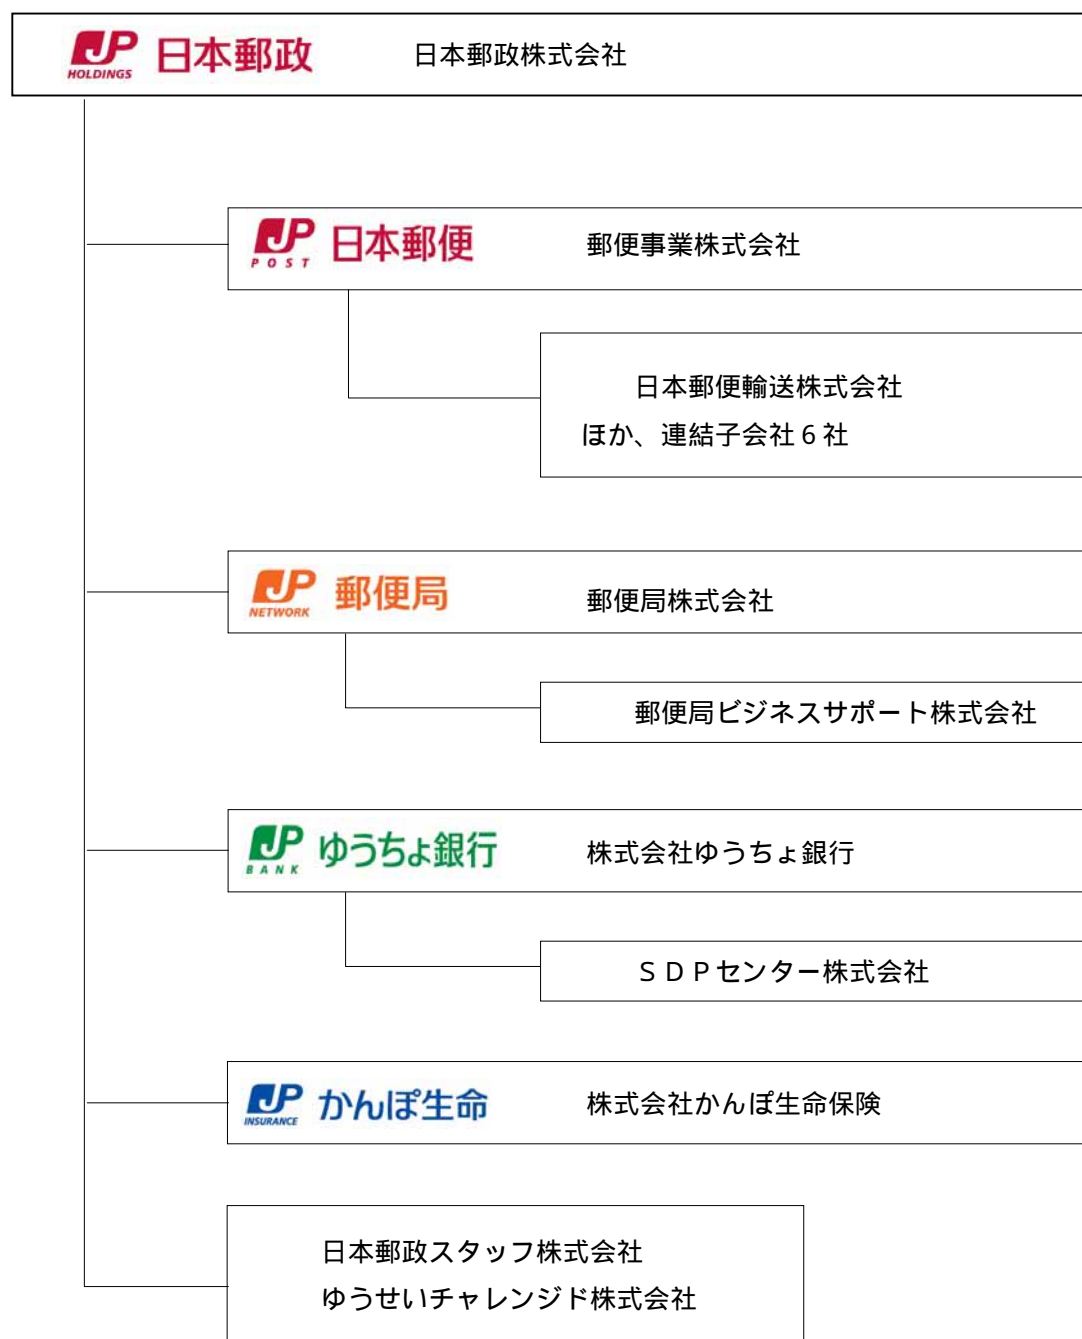 JP 日本郵政 日本郵政株式会社
HOLDINGS
JP 日本郵便 郵便事業株式会社
POST
日本郵便輸送株式会社
ほか、連結子会社６社
JP 郵便局 郵便局株式会社
NETWORK
郵便局ビジネスサポート株式会社
JP ゆうちょ銀行 株式会社ゆうちょ銀行
BANK
ＳＤＰセンター株式会社
JP かんぽ生命 株式会社かんぽ生命保険
INSURANCE
日本郵政スタッフ株式会社
ゆうせいチャレンジド株式会社